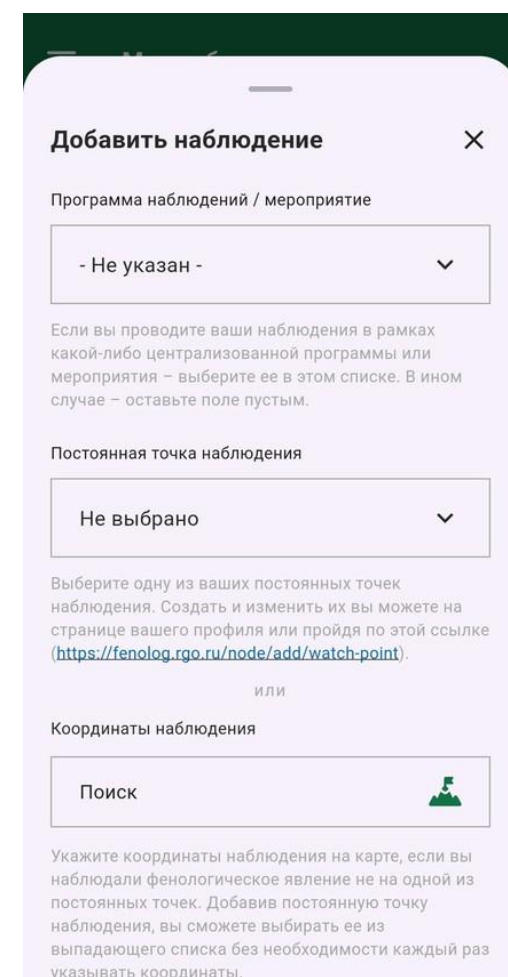 Добавить наблюдение
Программа наблюдений / мероприятие
- Не указан -
Если вы проводите ваши наблюдения в рамках
какой-либо централизованной программы или
мероприятия – выберите ее в этом списке. В ином
случае – оставьте поле пустым.
Постоянная точка наблюдения
Не выбрано
Выберите одну из ваших постоянных точек
наблюдения. Создать и изменить их вы можете на
странице вашего профиля или пройдя по этой ссылке
(https://fenolog.rgo.ru/node/add/watch-point).
или
Координаты наблюдения
Поиск
Укажите координаты наблюдения на карте, если вы
наблюдали фенологическое явление не на одной из
постоянных точек. Добавив постоянную точку
наблюдения, вы сможете выбирать ее из
выпадающего списка без необходимости каждый раз
указывать координаты.